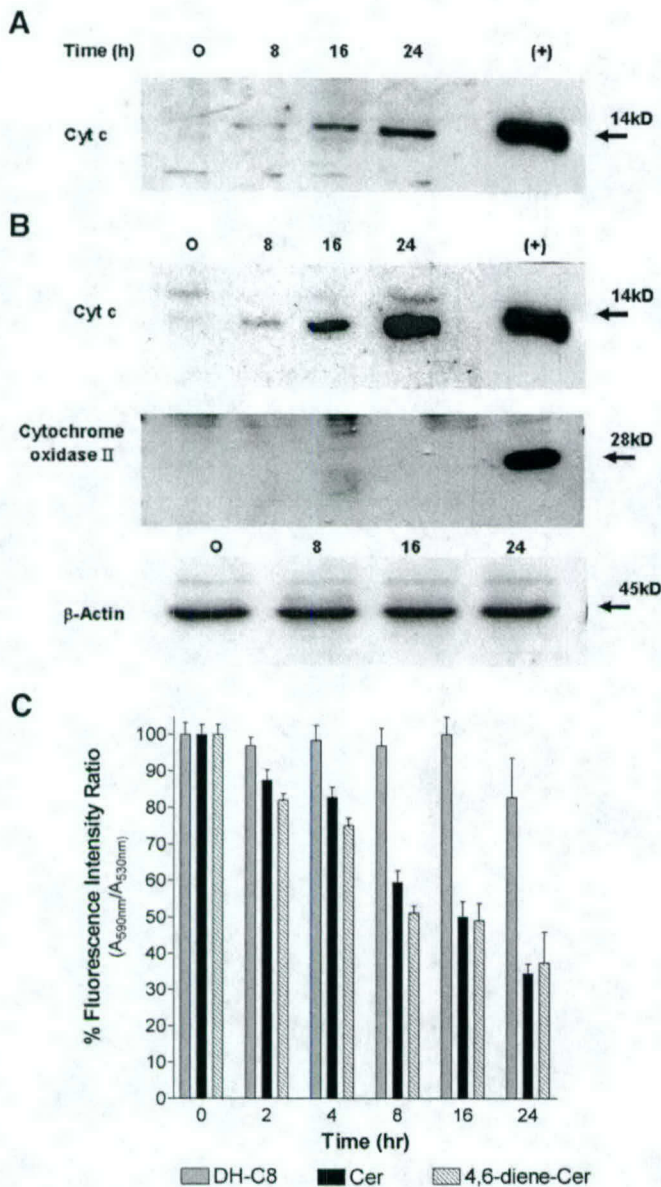 A
Time (h) O 8 16 24 (+)
Cyt c 14kD
B
O 8 16 24 (+)
Cyt c 14kD
Cytochrome
oxidase II 28kD
O 8 16 24
β-Actin 45kD
C
% Fluorescence Intensity Ratio
(A590nm/A530nm)
100
90
80
70
60
50
40
30
20
10
0
0 2 4 8 16 24
Time (hr)
DH-C8 Cer 4,6-diene-Cer